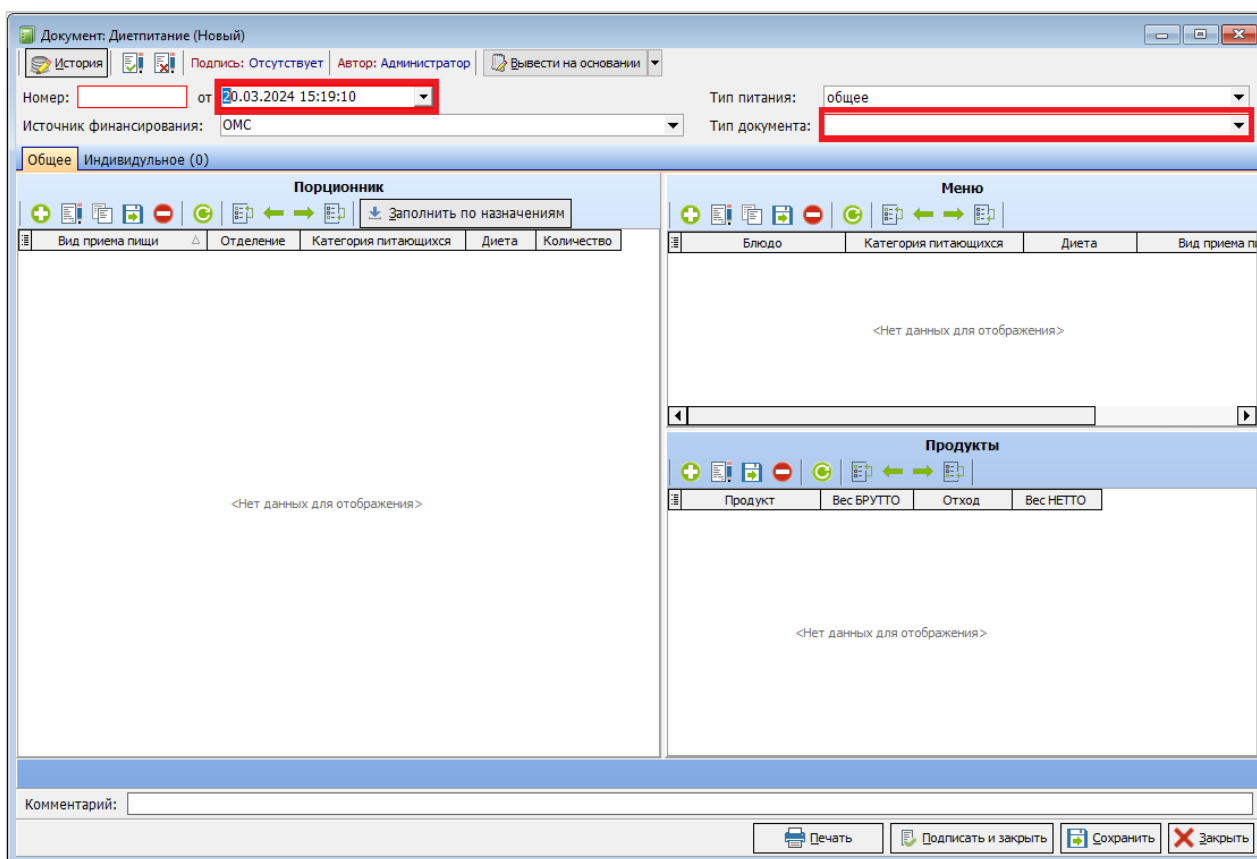 Документ: Диетпитание (Новый)
История Подпись: Отсутствует Автор: Администратор Вывести на основании
Номер: от 20.03.2024 15:19:10 Тип питания: общее
Источник финансирования: ОМС Тип документа:
Общее Индивидульное (0)
Порционник
Заполнить по назначениям
Вид приема пищи Отделение Категория питающихся Диета Количество
<Нет данных для отображения>
Меню
Блюдо Категория питающихся Диета Вид приема пи
<Нет данных для отображения>
Продукты
Продукт Вес БРУТТО Отход Вес НЕТТО
<Нет данных для отображения>
Комментарий:
Печать Подписать и закрыть Сохранить Закрыть